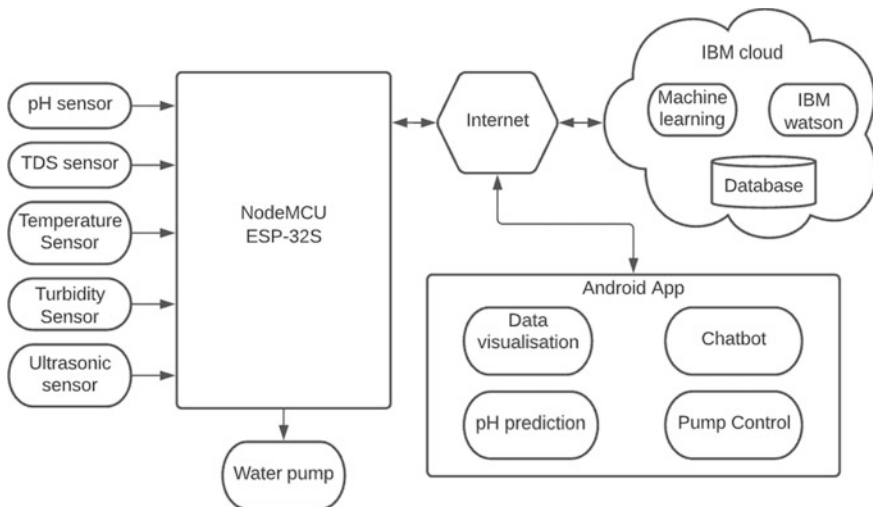 IBM cloud
pH sensor
Machine
learning
IBM
watson
Internet
TDS sensor
Database
NodeMCU
ESP-32S
Temperature
Sensor
Android App
Turbidity
Sensor
Data
visualisation
Chatbot
Ultrasonic
sensor
pH prediction
Pump Control
Water pump